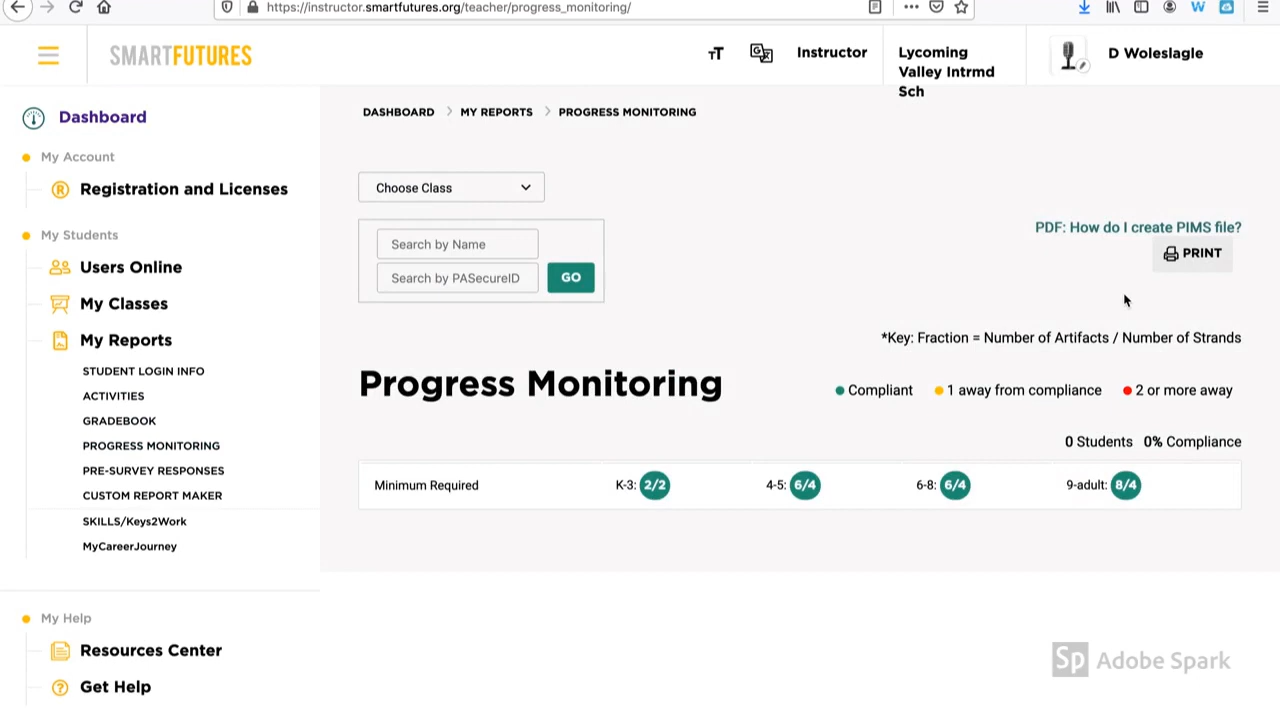 https://instructor.smartfutures.org/teacher/progress_monitoring/
SMARTFUTURES
Instructor
Lycoming
Valley Intrmd
Sch
D Woleslagle
Dashboard
My Account
Registration and Licenses
My Students
Users Online
My Classes
My Reports
STUDENT LOGIN INFO
ACTIVITIES
GRADEBOOK
PROGRESS MONITORING
PRE-SURVEY RESPONSES
CUSTOM REPORT MAKER
SKILLS/Keys2Work
MyCareerJourney
My Help
Resources Center
Get Help
DASHBOARD > MY REPORTS > PROGRESS MONITORING
Choose Class
Search by Name
Search by PASecureID
GO
PDF: How do I create PIMS file?
PRINT
*Key: Fraction = Number of Artifacts / Number of Strands
Progress Monitoring
Compliant 1 away from compliance 2 or more away
0 Students 0% Compliance
Minimum Required K-3: 2/2 4-5: 6/4 6-8: 6/4 9-adult: 8/4
Sp Adobe Spark